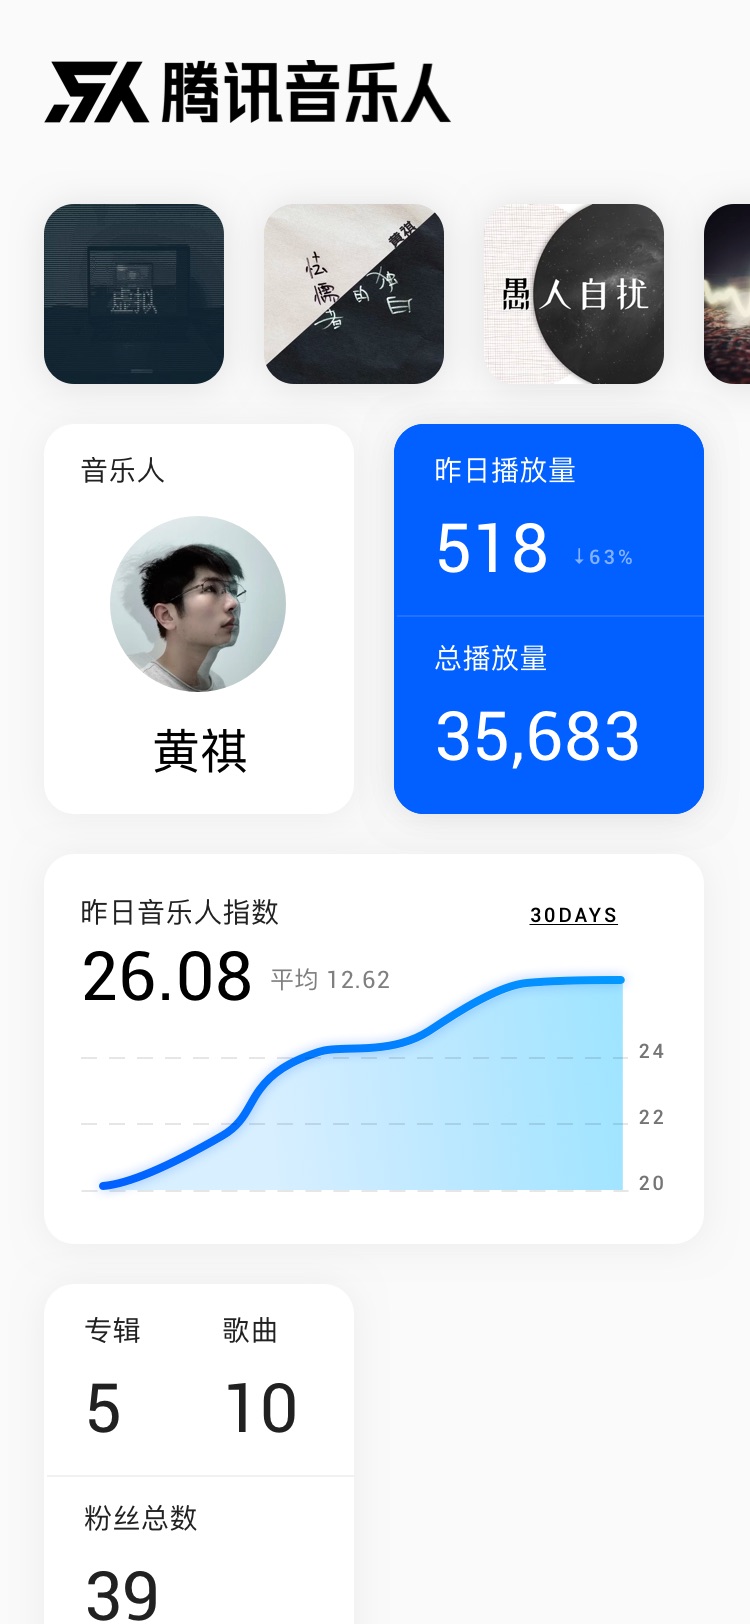 腾讯音乐人
虚拟
黄祺
怯懦者的独白
愚人自扰
音乐人
黄祺
昨日播放量
518 ↓63%
总播放量
35,683
昨日音乐人指数
30DAYS
26.08 平均 12.62
24
22
20
专辑 歌曲
5 10
粉丝总数
39